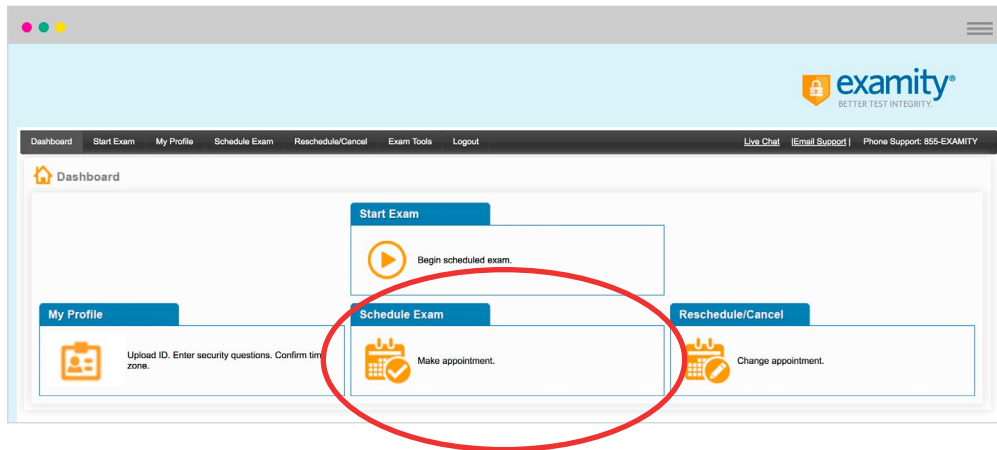 examity®
BETTER TEST INTEGRITY.
Dashboard Start Exam My Profile Schedule Exam Reschedule/Cancel Exam Tools Logout Live Chat |Email Support| Phone Support: 855-EXAMITY
Dashboard
Start Exam
Begin scheduled exam.
My Profile
Upload ID. Enter security questions. Confirm tim
zone.
Schedule Exam
Make appointment.
Reschedule/Cancel
Change appointment.